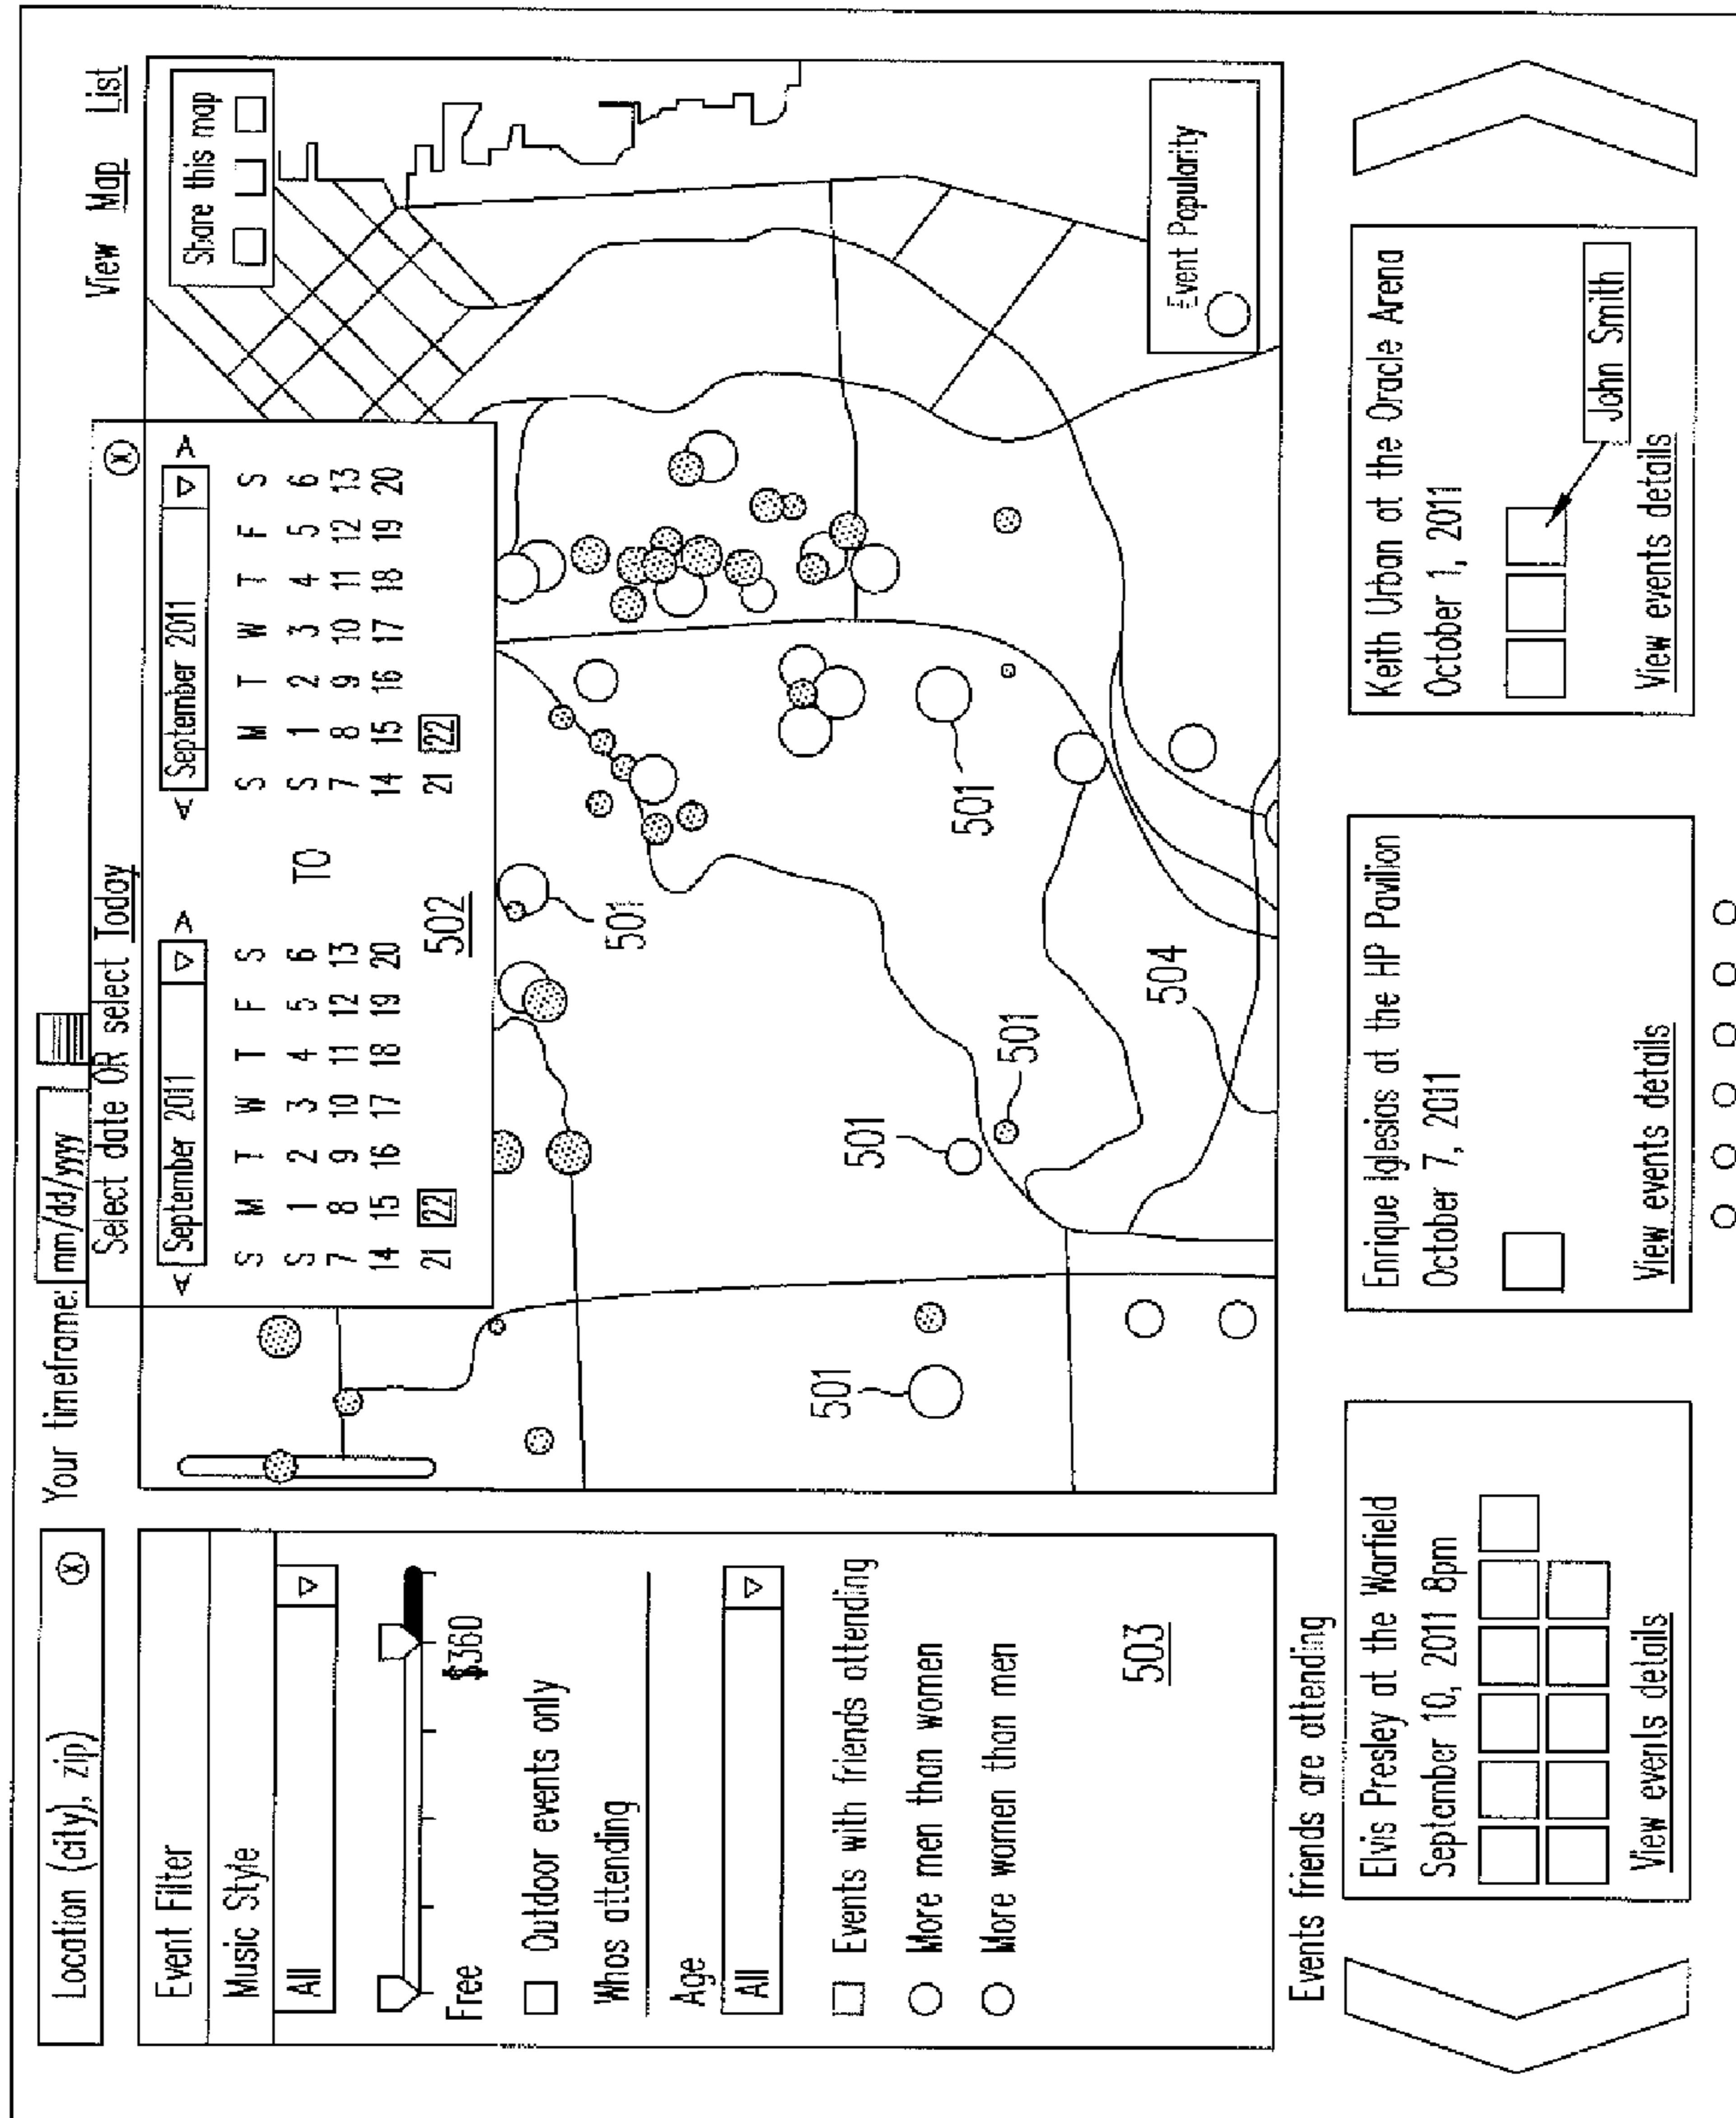 Location (city), zip) X
Your timeframe: mm/dd/yyy
View Map List
Select date OR select Today X
September 2011
September 2011
S M T W T F S
S 1 2 3 4 5 6
7 8 9 10 11 12 13
14 15 16 17 18 19 20
21 22
TO
S M T W T F S
S 1 2 3 4 5 6
7 8 9 10 11 12 13
14 15 16 17 18 19 20
21 22
502
Share this map
Event Filter
Music Style
All
Free $360
Outdoor events only
Whos attending
Age
All
Events with friends attending
More men than women
More women than men
503
501
501
501
501
501
504
Event Popularity
Events friends are attending
Elvis Presley at the Warfield
September 10, 2011 8pm
View events details
Enrique Iglesias at the HP Pavilion
October 7, 2011
View events details
Keith Urban at the Oracle Arena
October 1, 2011
John Smith
View events details